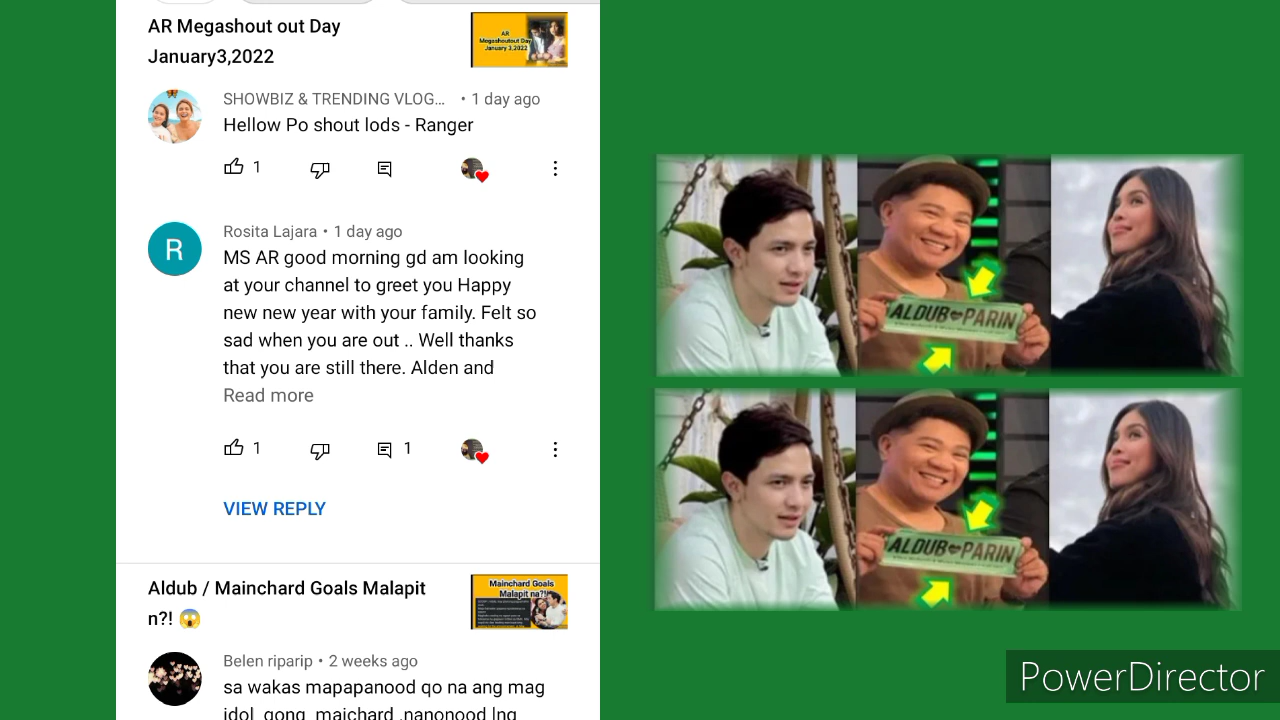 AR Megashout out Day
January3,2022
AR
Megashoutout Day
January 3,2022
SHOWBIZ & TRENDING VLOG... • 1 day ago
Hellow Po shout lods - Ranger
1
R
Rosita Lajara • 1 day ago
MS AR good morning gd am looking
at your channel to greet you Happy
new new year with your family. Felt so
sad when you are out .. Well thanks
that you are still there. Alden and
Read more
1 1
VIEW REPLY
Aldub / Mainchard Goals Malapit
n?! 😱
Mainchard Goals
Malapit na?!
Belen riparip • 2 weeks ago
sa wakas mapapanood qo na ang mag
idol gong maichard .nanonood lng
ALDUB PARIN
ALDUB PARIN
PowerDirector